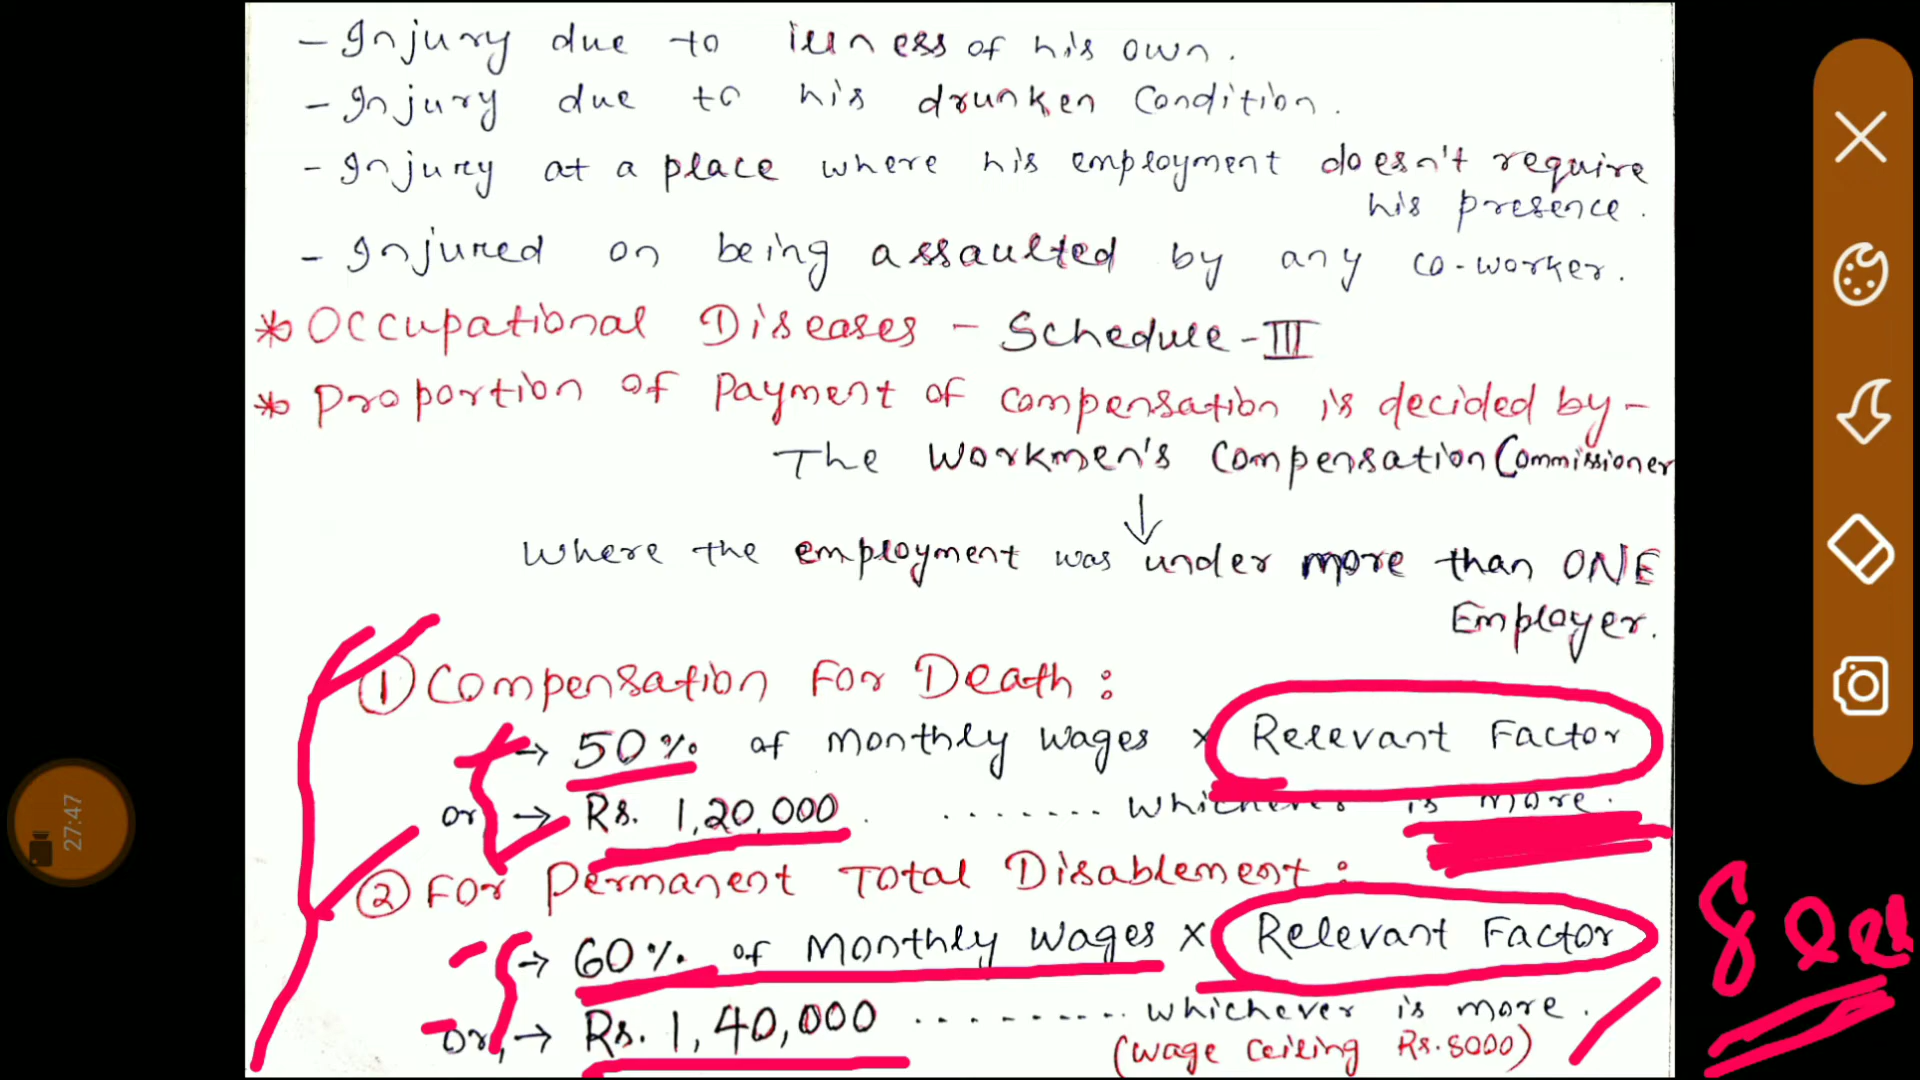 - Injury due to illness of his own.
- Injury due to his drunken Condition.
- Injury at a place where his employment doesn't require his presence.
- Injured on being assaulted by any co-worker.
* Occupational Diseases - Schedule-III
* Proportion of Payment of compensation is decided by -
The Workmen's Compensation Commissioner
↓
Where the employment was under more than ONE Employer.
① Compensation For Death :
→ 50% of monthly wages × Relevant Factor
or → Rs. 1,20,000 ....... whichever is more.
② For Permanent Total Disablement :
→ 60% of Monthly Wages × Relevant Factor
or, → Rs. 1,40,000 ......... whichever is more.
(wage ceiling Rs. 8000)
27:47